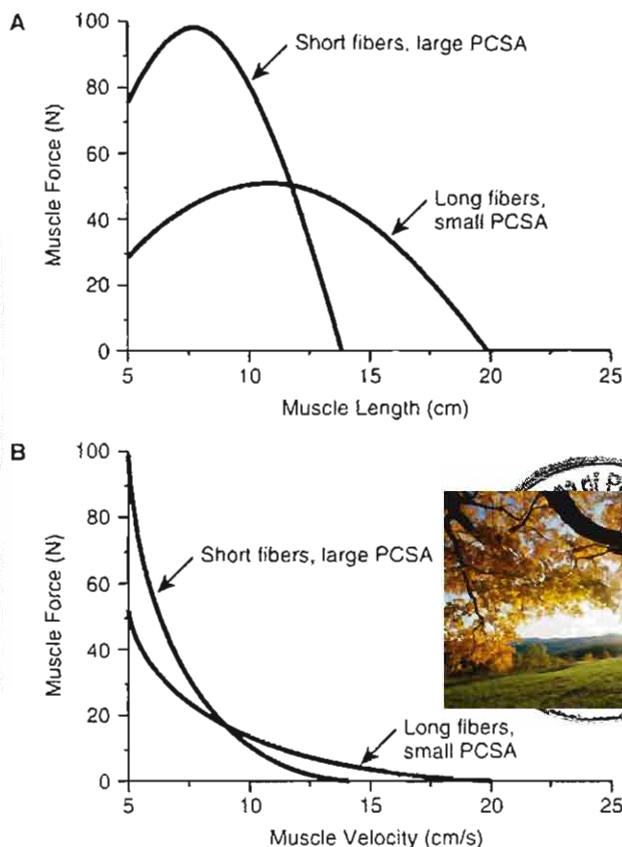 A
100
80
60
40
20
0
Muscle Force (N)
Short fibers, large PCSA
Long fibers,
small PCSA
5
10
15
20
25
Muscle Length (cm)
B
100
80
60
40
20
0
Muscle Force (N)
Short fibers, large PCSA
Long fibers,
small PCSA
5
10
15
20
25
Muscle Velocity (cm/s)